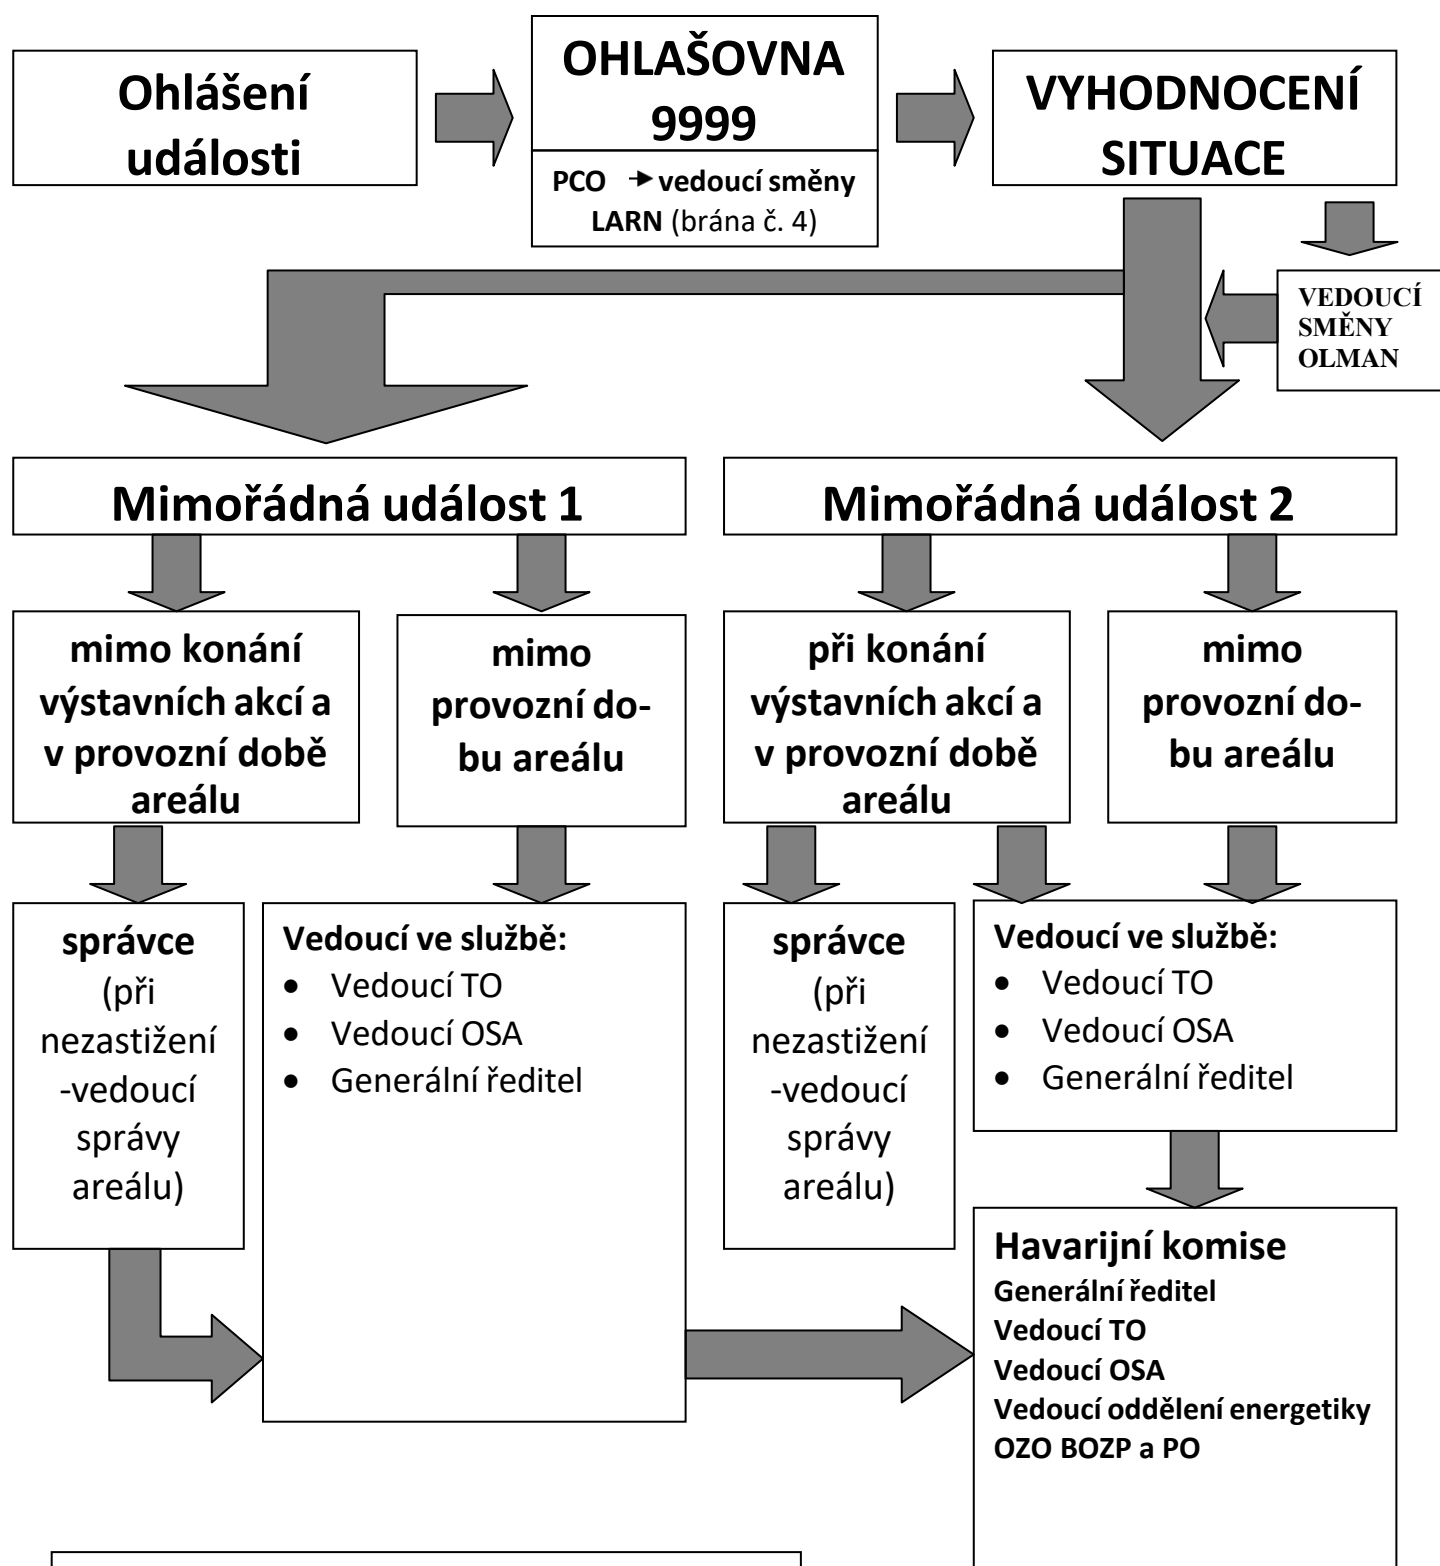 Ohlášení
události
OHLAŠOVNA
9999
PCO vedoucí směny
LARN (brána č. 4)
VYHODNOCENÍ
SITUACE
VEDOUCÍ
SMĚNY
OLMAN
Mimořádná událost 1
Mimořádná událost 2
mimo konání
výstavních akcí a
v provozní době
areálu
mimo
provozní do-
bu areálu
při konání
výstavních akcí a
v provozní době
areálu
mimo
provozní do-
bu areálu
správce
(při
nezastižení
-vedoucí
správy
areálu)
Vedoucí ve službě:
• Vedoucí TO
• Vedoucí OSA
• Generální ředitel
správce
(při
nezastižení
-vedoucí
správy
areálu)
Vedoucí ve službě:
• Vedoucí TO
• Vedoucí OSA
• Generální ředitel
Havarijní komise
Generální ředitel
Vedoucí TO
Vedoucí OSA
Vedoucí oddělení energetiky
OZO BOZP a PO